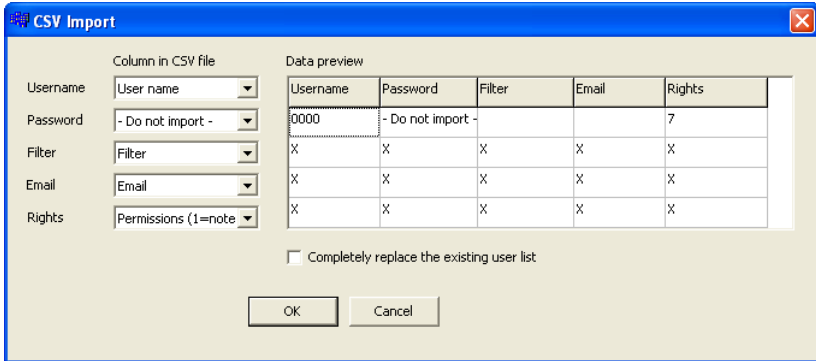 CSV Import
Column in CSV file
Data preview
Username User name
Password - Do not import -
Filter Filter
Email Email
Rights Permissions (1=note
Username Password Filter Email Rights
0000 - Do not import - 7
X X X X X
X X X X X
X X X X X
Completely replace the existing user list
OK Cancel